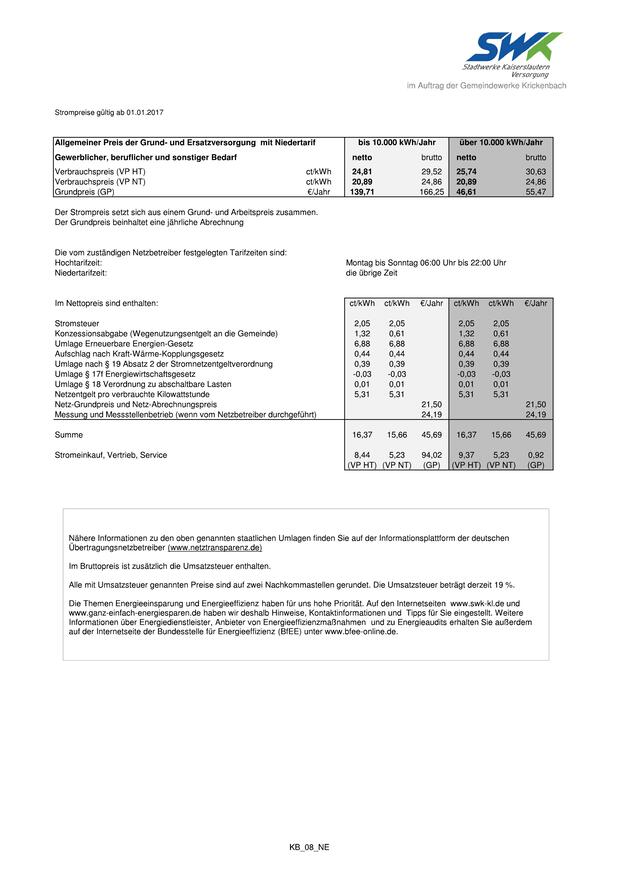 SWK
Stadtwerke Kaiserslautern
Versorgung
im Auftrag der Gemeindewerke Krickenbach
Strompreise gültig ab 01.01.2017
Allgemeiner Preis der Grund- und Ersatzversorgung mit Niedertarif bis 10.000 kWh/Jahr über 10.000 kWh/Jahr
Gewerblicher, beruflicher und sonstiger Bedarf netto brutto netto brutto
Verbrauchspreis (VP HT) ct/kWh 24,81 29,52 25,74 30,63
Verbrauchspreis (VP NT) ct/kWh 20,89 24,86 20,89 24,86
Grundpreis (GP) €/Jahr 139,71 166,25 46,61 55,47
Der Strompreis setzt sich aus einem Grund- und Arbeitspreis zusammen.
Der Grundpreis beinhaltet eine jährliche Abrechnung
Die vom zuständigen Netzbetreiber festgelegten Tarifzeiten sind:
Hochtarifzeit: Montag bis Sonntag 06:00 Uhr bis 22:00 Uhr
Niedertarifzeit: die übrige Zeit
Im Nettopreis sind enthalten: ct/kWh ct/kWh €/Jahr ct/kWh ct/kWh €/Jahr
Stromsteuer 2,05 2,05 2,05 2,05
Konzessionsabgabe (Wegenutzungsentgelt an die Gemeinde) 1,32 0,61 1,32 0,61
Umlage Erneuerbare Energien-Gesetz 6,88 6,88 6,88 6,88
Aufschlag nach Kraft-Wärme-Kopplungsgesetz 0,44 0,44 0,44 0,44
Umlage nach § 19 Absatz 2 der Stromnetzentgeltverordnung 0,39 0,39 0,39 0,39
Umlage § 17f Energiewirtschaftsgesetz -0,03 -0,03 -0,03 -0,03
Umlage § 18 Verordnung zu abschaltbare Lasten 0,01 0,01 0,01 0,01
Netzentgelt pro verbrauchte Kilowattstunde 5,31 5,31 5,31 5,31
Netz-Grundpreis und Netz-Abrechnungspreis 21,50 21,50
Messung und Messstellenbetrieb (wenn vom Netzbetreiber durchgeführt) 24,19 24,19
Summe 16,37 15,66 45,69 16,37 15,66 45,69
Stromeinkauf, Vertrieb, Service 8,44 5,23 94,02 9,37 5,23 0,92
(VP HT) (VP NT) (GP) (VP HT) (VP NT) (GP)
Nähere Informationen zu den oben genannten staatlichen Umlagen finden Sie auf der Informationsplattform der deutschen
Übertragungsnetzbetreiber (www.netztransparenz.de)
Im Bruttopreis ist zusätzlich die Umsatzsteuer enthalten.
Alle mit Umsatzsteuer genannten Preise sind auf zwei Nachkommastellen gerundet. Die Umsatzsteuer beträgt derzeit 19 %.
Die Themen Energieeinsparung und Energieeffizienz haben für uns hohe Priorität. Auf den Internetseiten www.swk-kl.de und
www.ganz-einfach-energiesparen.de haben wir deshalb Hinweise, Kontaktinformationen und Tipps für Sie eingestellt. Weitere
Informationen über Energiedienstleister, Anbieter von Energieeffizienzmaßnahmen und zu Energieaudits erhalten Sie außerdem
auf der Internetseite der Bundesstelle für Energieeffizienz (BfEE) unter www.bfee-online.de.
KB_08_NE